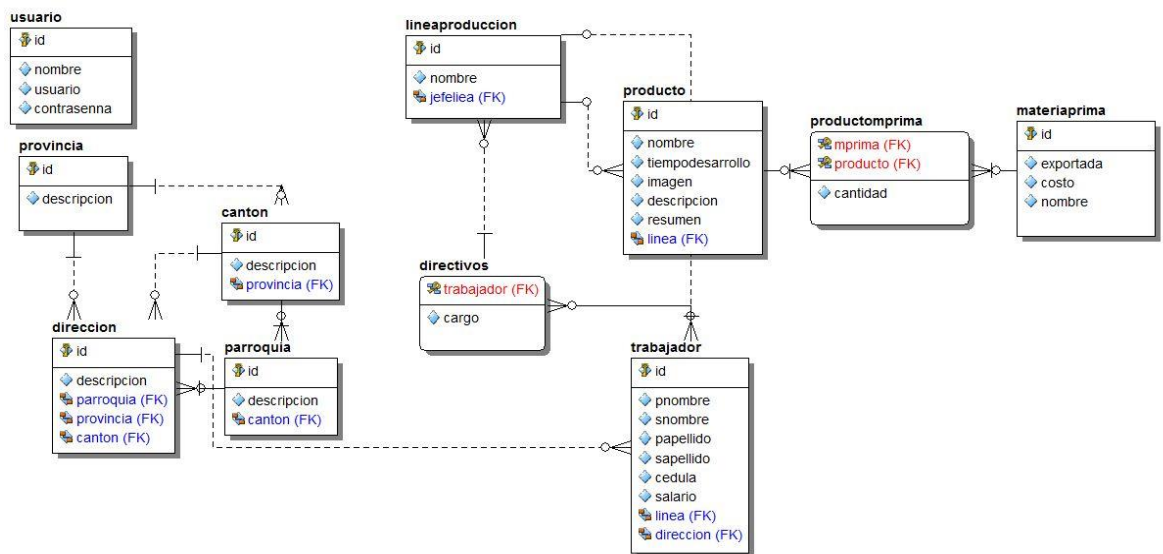 usuario
id
nombre
usuario
contrasenna
provincia
id
descripcion
canton
id
descripcion
provincia (FK)
direccion
id
descripcion
parroquia (FK)
provincia (FK)
canton (FK)
parroquia
id
descripcion
canton (FK)
lineaproduccion
id
nombre
jefeliea (FK)
directivos
trabajador (FK)
cargo
producto
id
nombre
tiempodesarrollo
imagen
descripcion
resumen
linea (FK)
trabajador
id
pnombre
snombre
papellido
sapellido
cedula
salario
linea (FK)
direccion (FK)
productomprima
mprima (FK)
producto (FK)
cantidad
materiaprima
id
exportada
costo
nombre